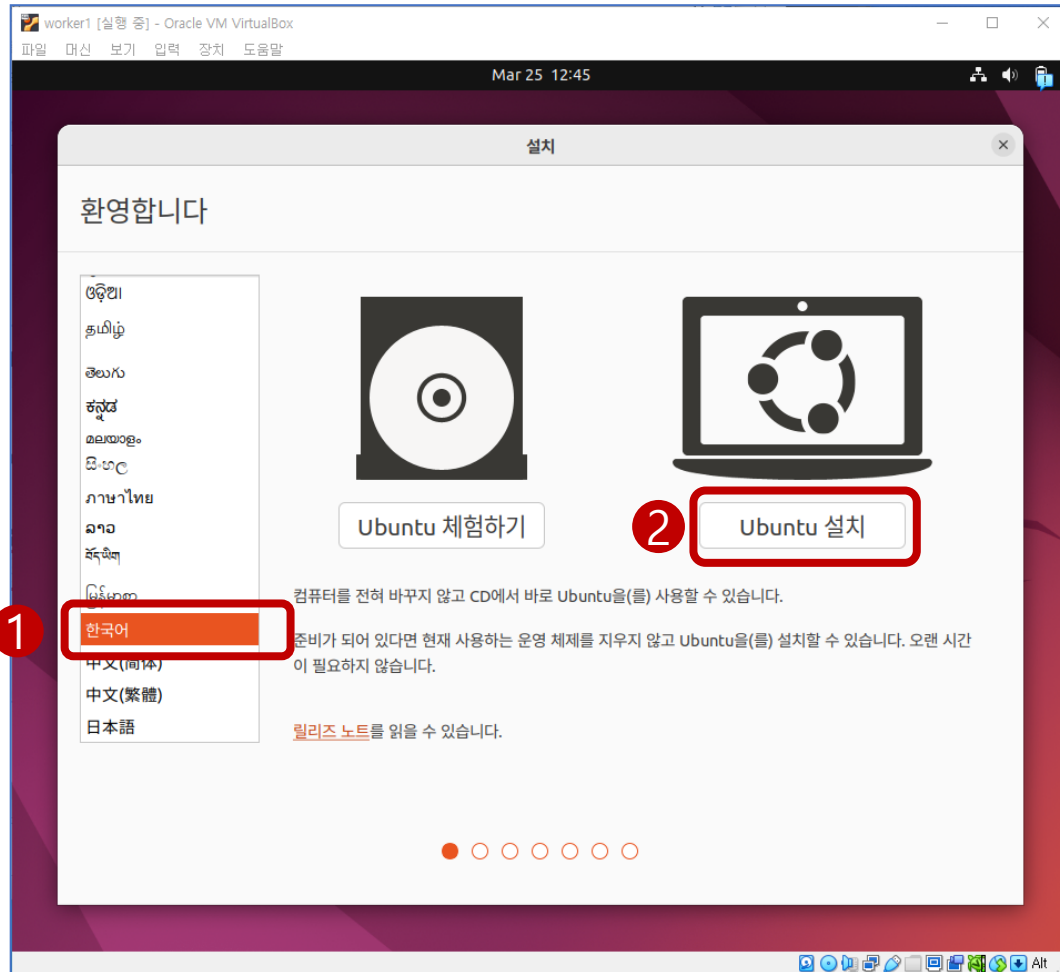 worker1 [실행 중] - Oracle VM VirtualBox
파일 머신 보기 입력 장치 도움말
Mar 25 12:45
설치
환영합니다
ଓଡ଼ିଆ
தமிழ்
తెలుగు
ಕನ್ನಡ
മലയാളം
සිංහල
ภาษาไทย
ລາວ
རྫོང་ཁ
မြန်မာစာ
1
한국어
中文(简体)
中文(繁體)
日本語
Ubuntu 체험하기
2
Ubuntu 설치
컴퓨터를 전혀 바꾸지 않고 CD에서 바로 Ubuntu을(를) 사용할 수 있습니다.
준비가 되어 있다면 현재 사용하는 운영 체제를 지우지 않고 Ubuntu을(를) 설치할 수 있습니다. 오랜 시간
이 필요하지 않습니다.
릴리즈 노트를 읽을 수 있습니다.
Alt